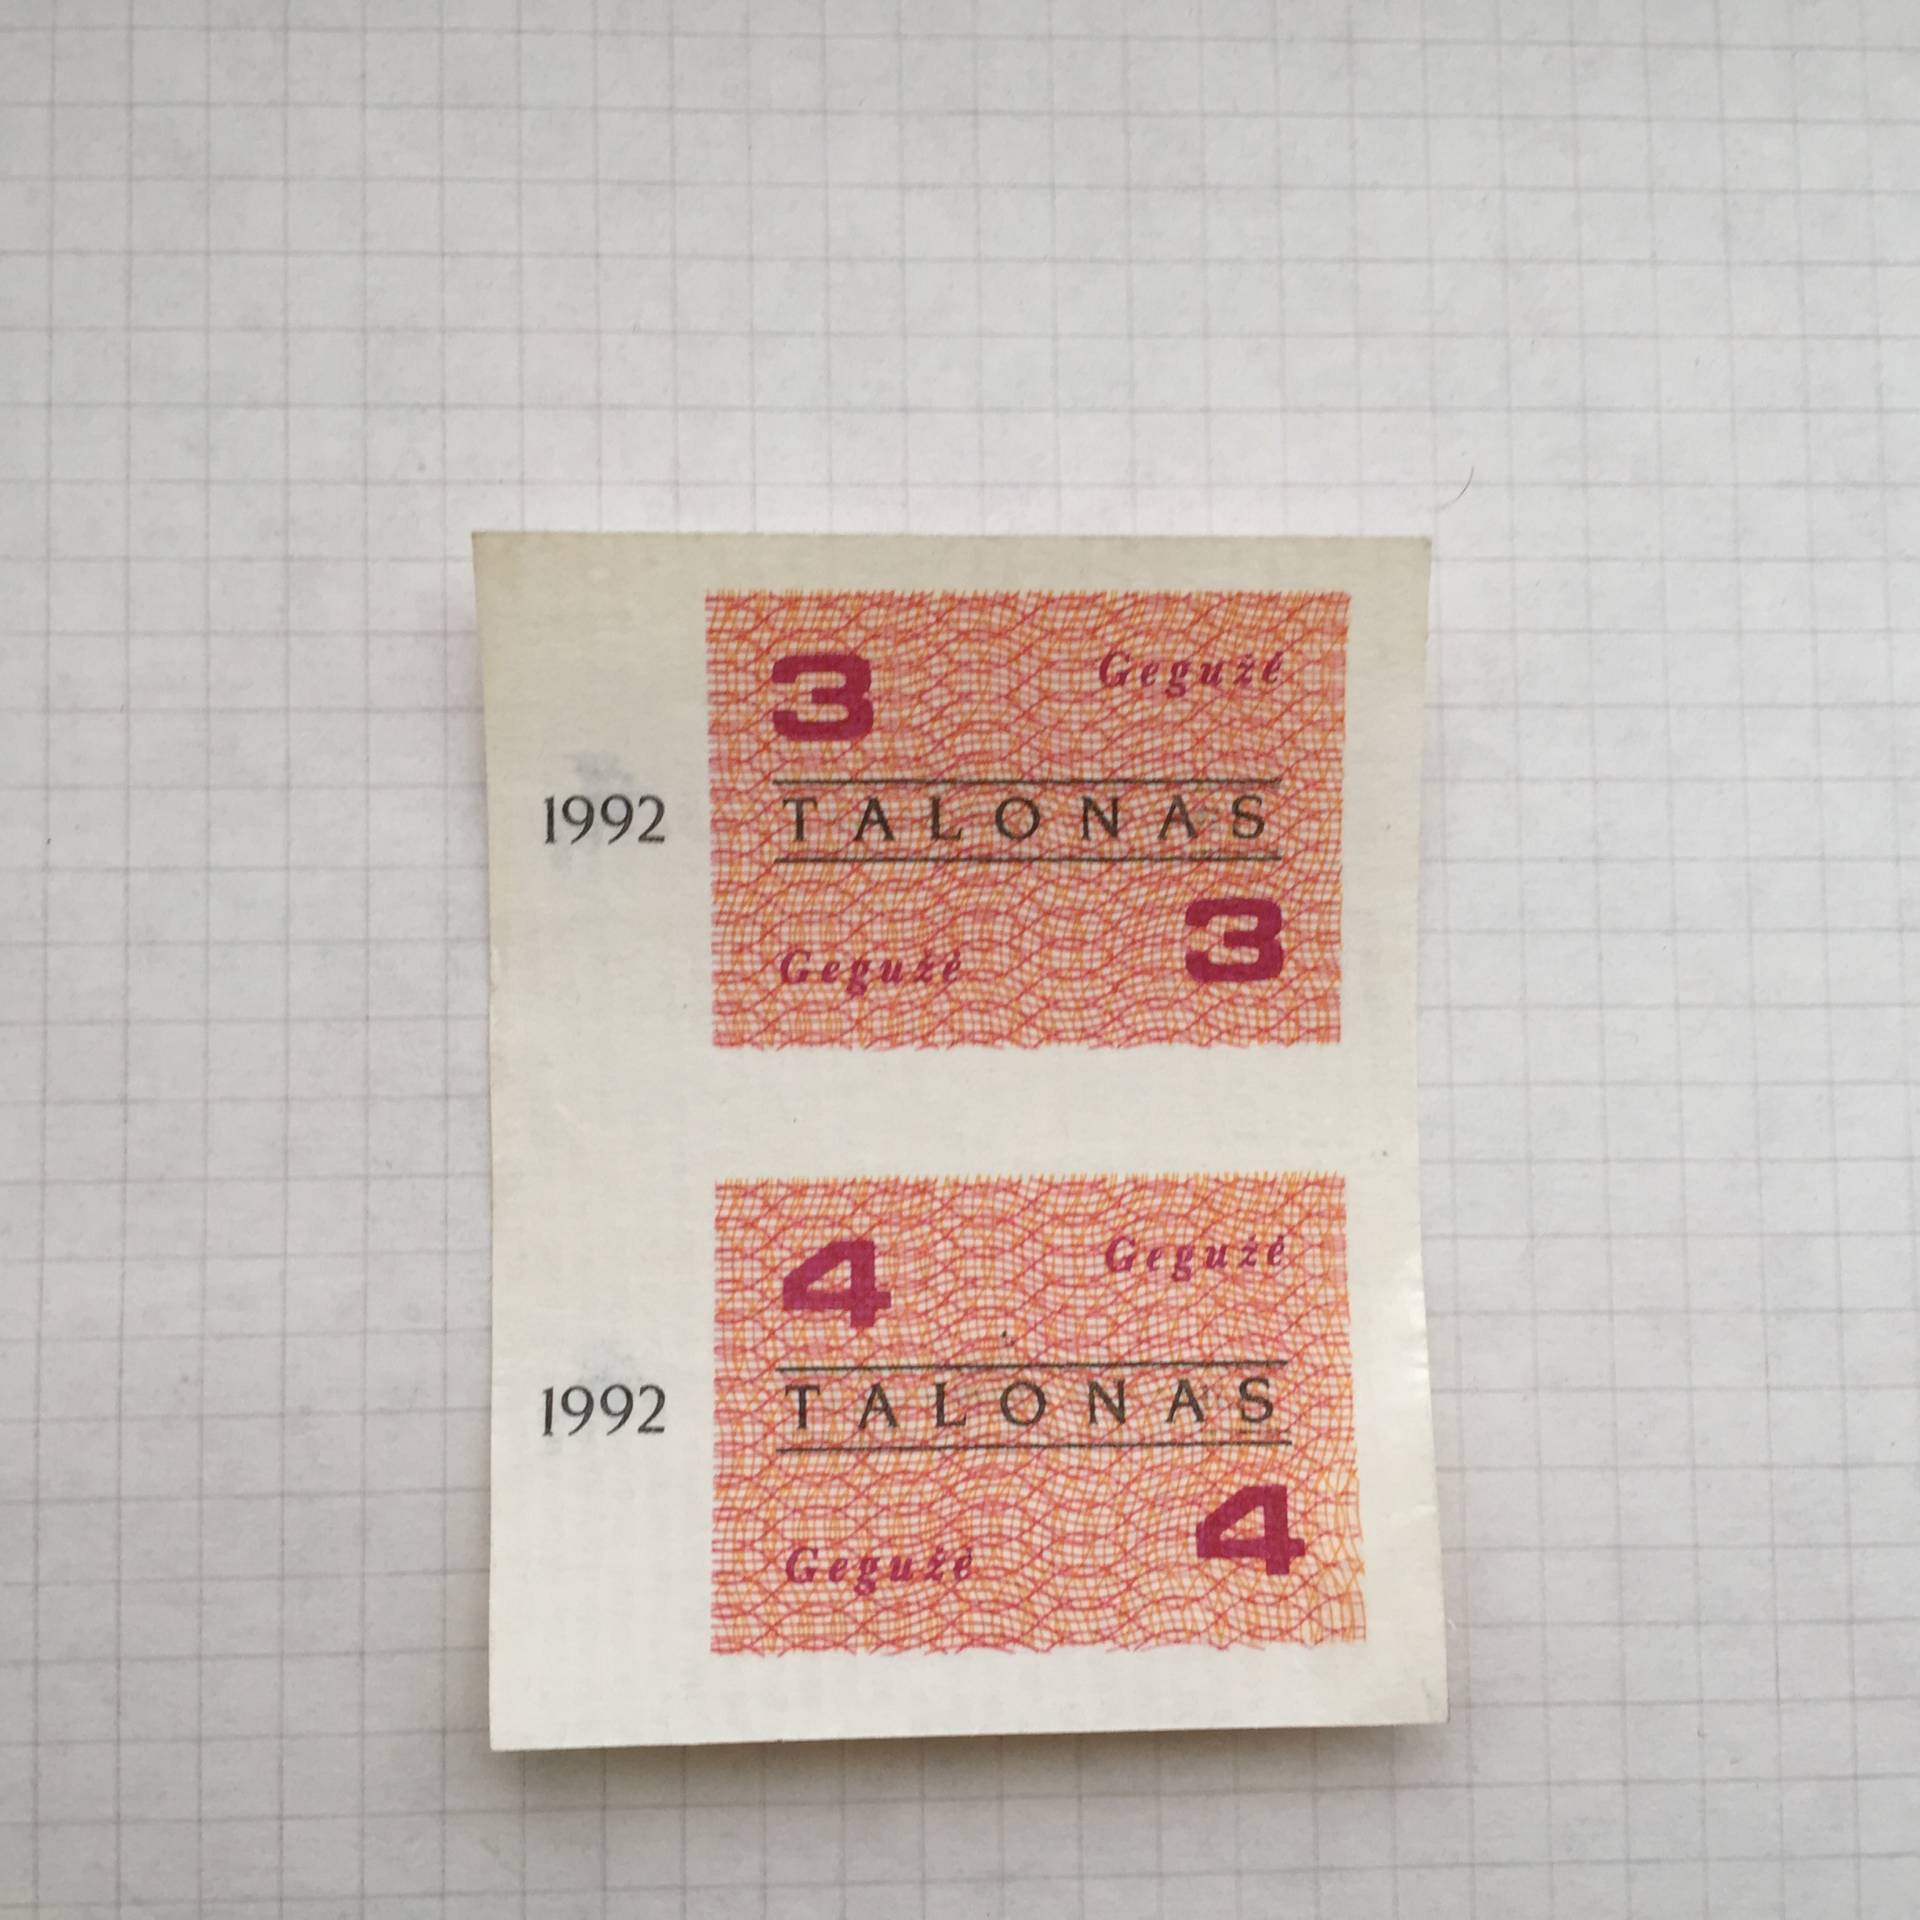 3 Gegužė
1992 TALONAS
Gegužė 3
4 Gegužė
1992 TALONAS
Gegužė 4